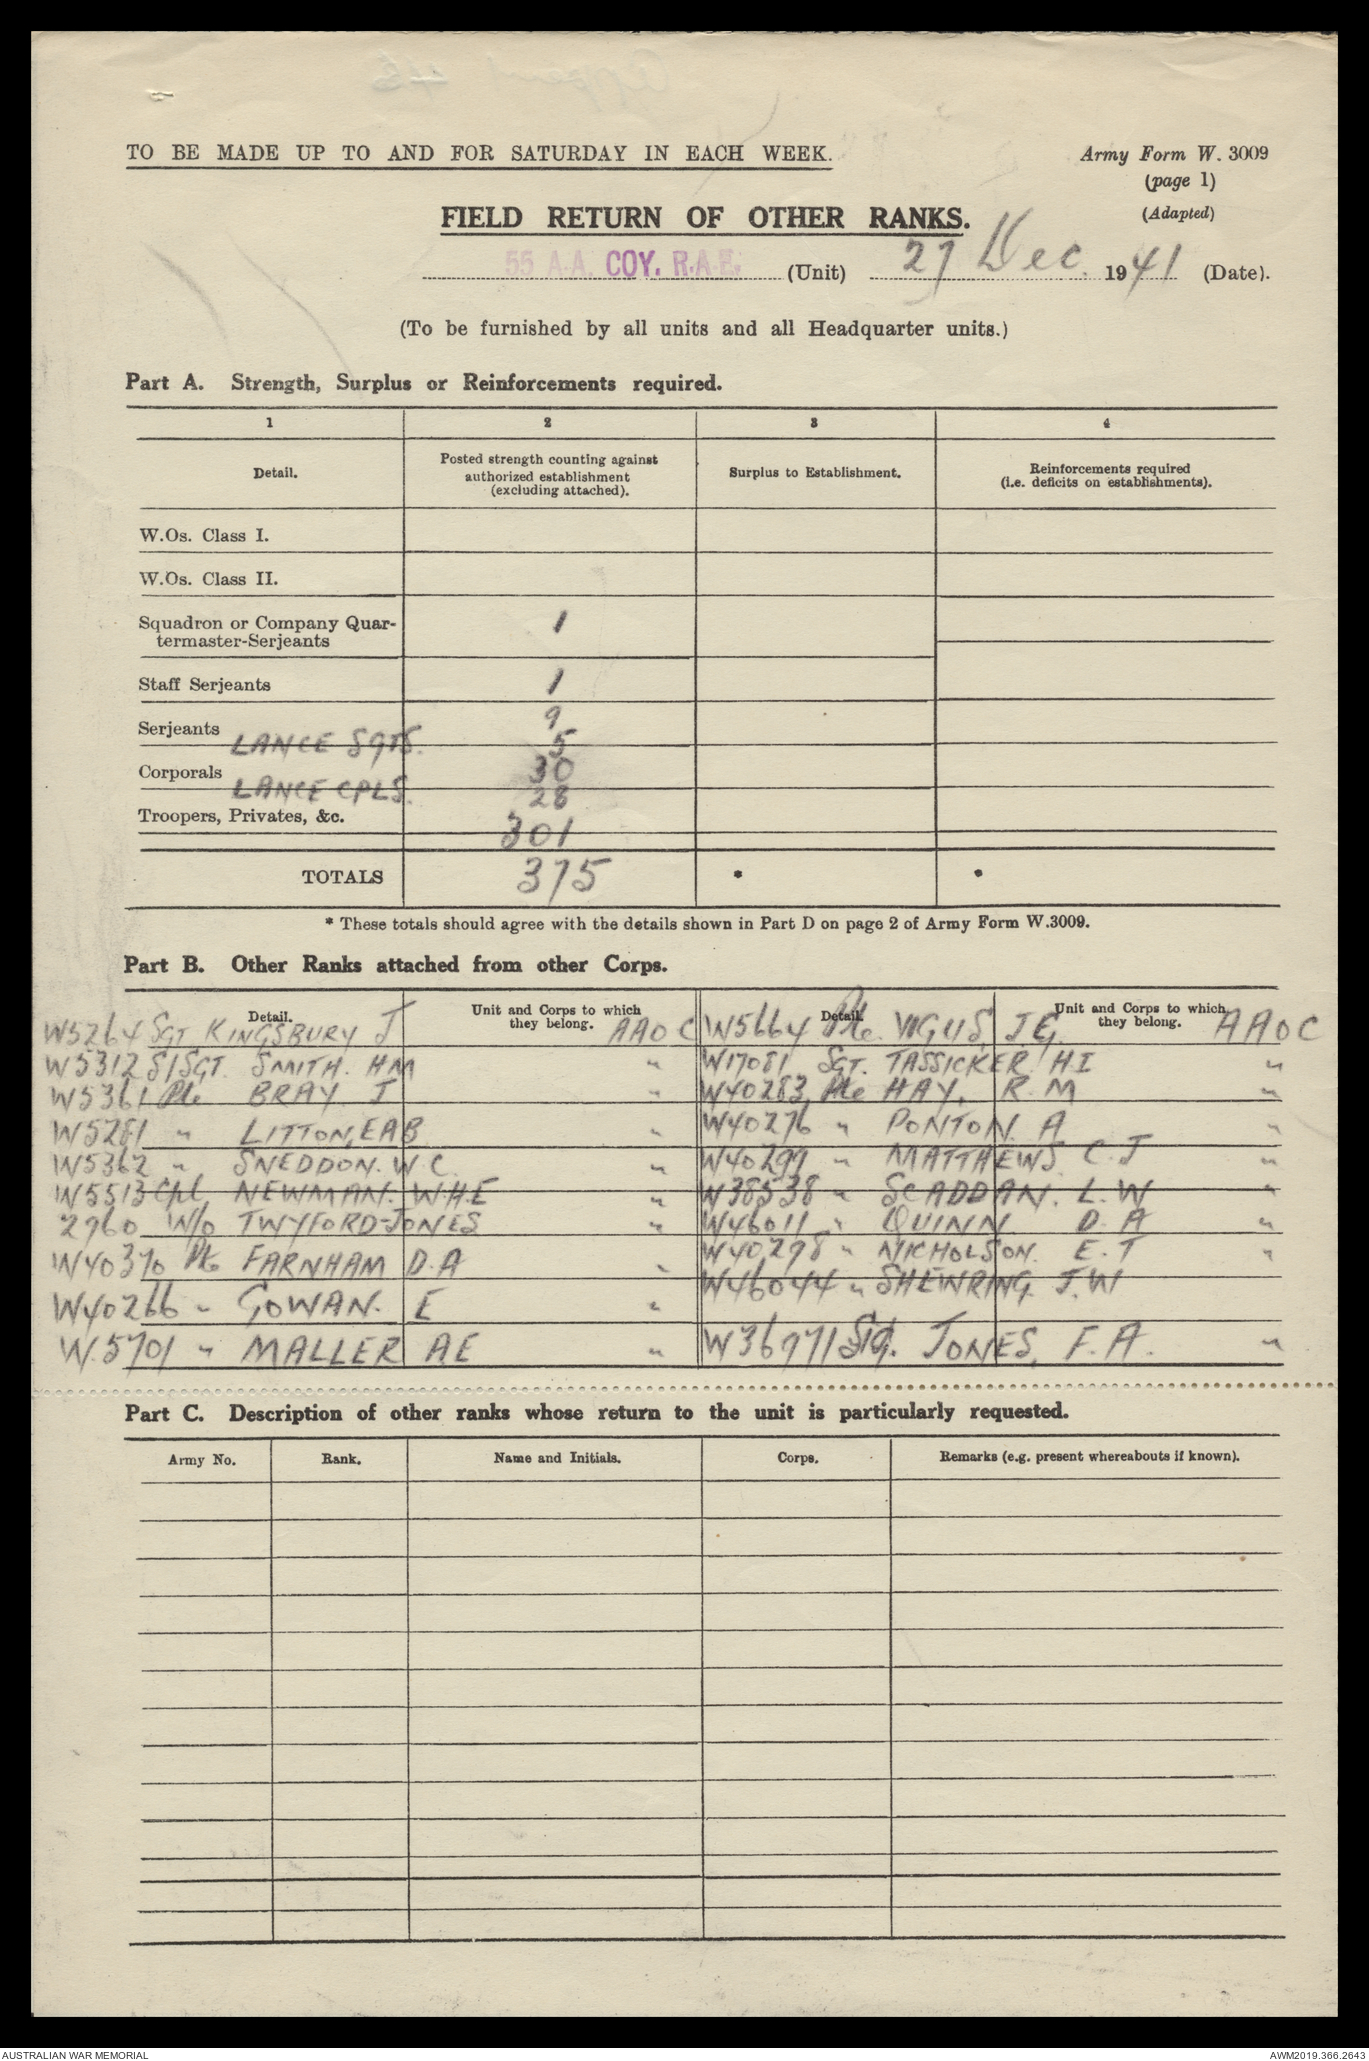 TO BE MADE UP TO AND FOR SATURDAY IN EACH WEEK.
Army Form W. 3009
(page 1)
(Adapted)
FIELD RETURN OF OTHER RANKS.
55 A.A. COY. R.A.E. (Unit) 27 Dec. 1941 (Date).
(To be furnished by all units and all Headquarter units.)
Part A. Strength, Surplus or Reinforcements required.
1 2 3 4
Detail. Posted strength counting against authorized establishment (excluding attached). Surplus to Establishment. Reinforcements required (i.e. deficits on establishments).
W.Os. Class I.
W.Os. Class II.
Squadron or Company Quar-
termaster-Serjeants 1
Staff Serjeants 1
Serjeants 9
LANCE SGTS. 5
Corporals 30
LANCE CPLS. 28
Troopers, Privates, &c. 301
TOTALS 375 * *
* These totals should agree with the details shown in Part D on page 2 of Army Form W.3009.
Part B. Other Ranks attached from other Corps.
Detail. Unit and Corps to which they belong. Detail. Unit and Corps to which they belong.
W5264 SGT KINGSBURY J AAOC W5664 Pte. VIGUS, J E, AAOC
W5312 S/SGT. SMITH. HM " W17081 SGT. TASSICKER H I "
W5361 Pte BRAY J " W40283 Pte HAY, R. M "
W5281 " LITTON, EAB " W40276 " PONTON. A "
W5362 " SNEDDON. W C. " W40299 " MATTHEWS C. J "
W5513 Cpl. NEWMAN. W.H.E " W38538 " SCADDAN. L. W "
2960 W/O TWYFORD-JONES " W46011 " QUINN D. A "
W40370 Pte FARNHAM D.A " W40298 " NICHOLSON. E. T "
W40266 " GOWAN. E " W46044 " SHEWRING. J. W
W.5701 " MALLER AE " W36971 Sig. JONES, F. A. "
Part C. Description of other ranks whose return to the unit is particularly requested.
Army No. Rank. Name and Initials. Corps. Remarks (e.g. present whereabouts if known).
AUSTRALIAN WAR MEMORIAL AWM2019.366.2643